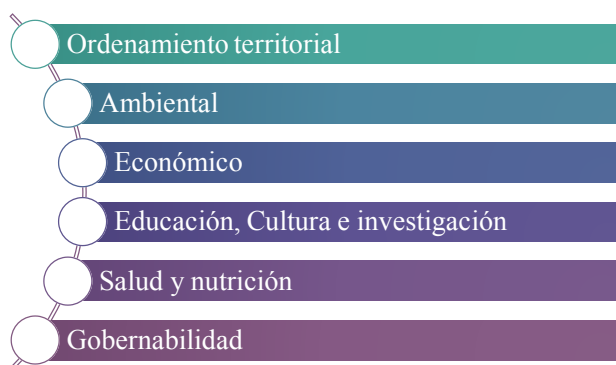 Ordenamiento territorial
Ambiental
Económico
Educación, Cultura e investigación
Salud y nutrición
Gobernabilidad